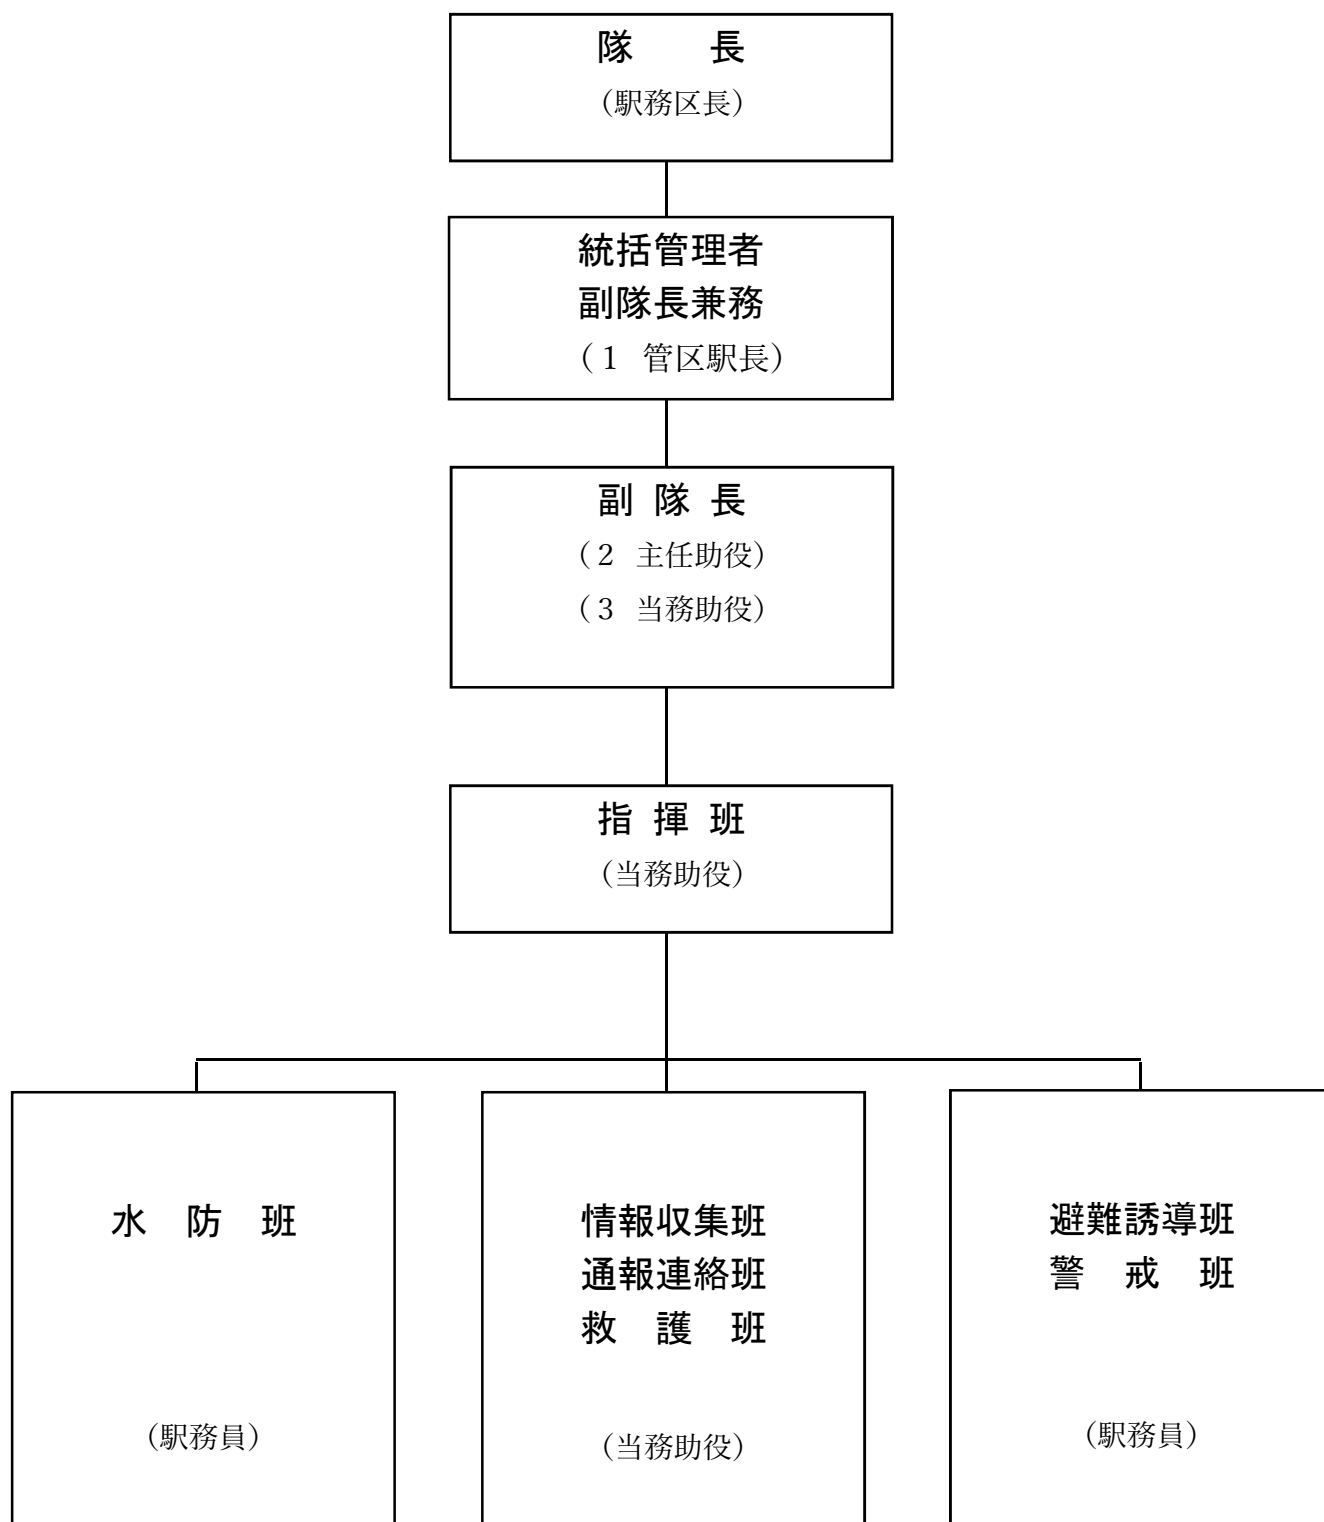 隊　長
（駅務区長）
統括管理者
副隊長兼務
（１ 管区駅長）
副 隊 長
（２ 主任助役）
（３ 当務助役）
指 揮 班
（当務助役）
水 防 班
（駅務員）
情報収集班
通報連絡班
救 護 班
（当務助役）
避難誘導班
警 戒 班
（駅務員）